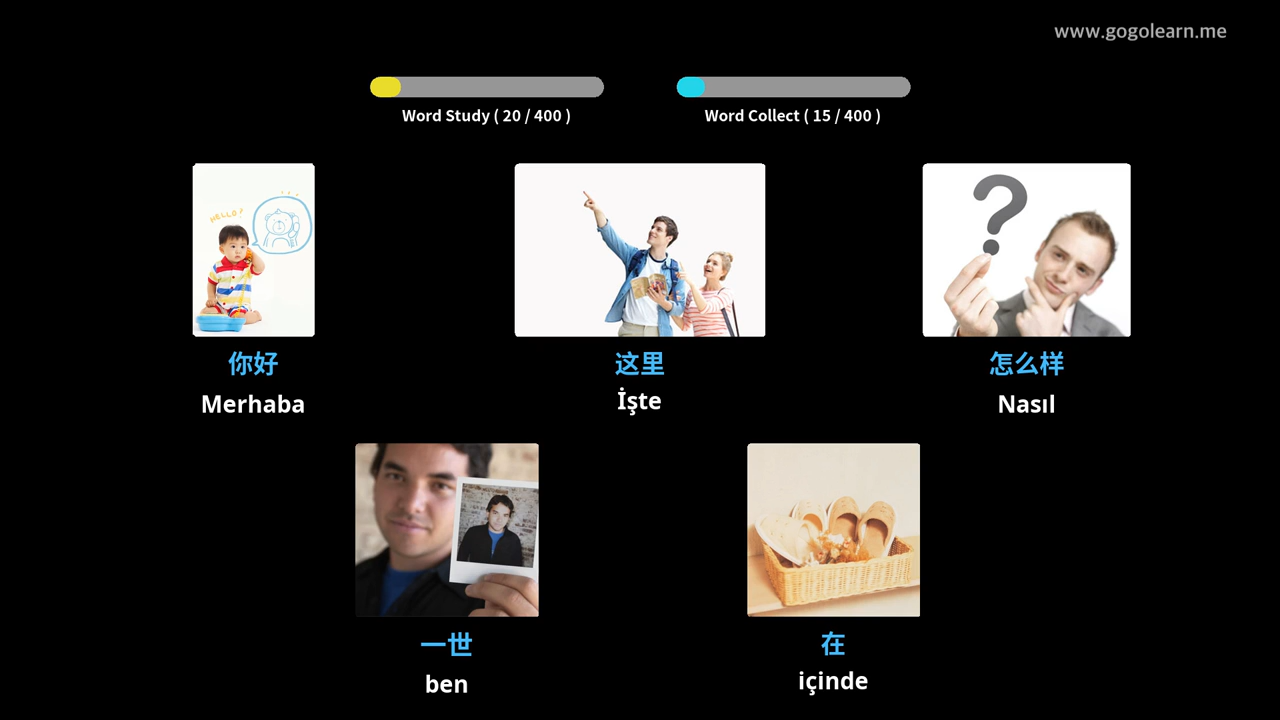 www.gogolearn.me
Word Study ( 20 / 400 )
Word Collect ( 15 / 400 )
HELLO?
你好
Merhaba
这里
İşte
?
怎么样
Nasıl
一世
ben
在
içinde